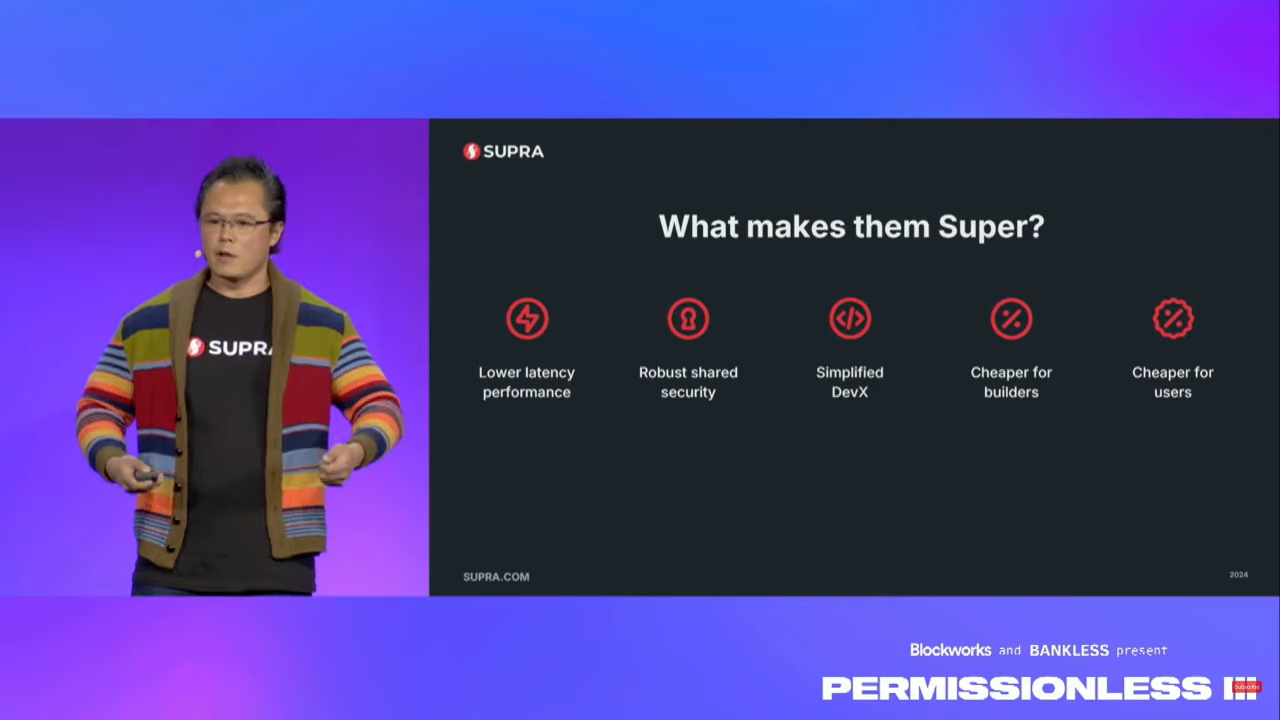 SUPRA
What makes them Super?
Lower latency
performance
Robust shared
security
Simplified
DevX
Cheaper for
builders
Cheaper for
users
SUPRA
SUPRA.COM
2024
Blockworks and BANKLESS present
PERMISSIONLESS III
Subscribe